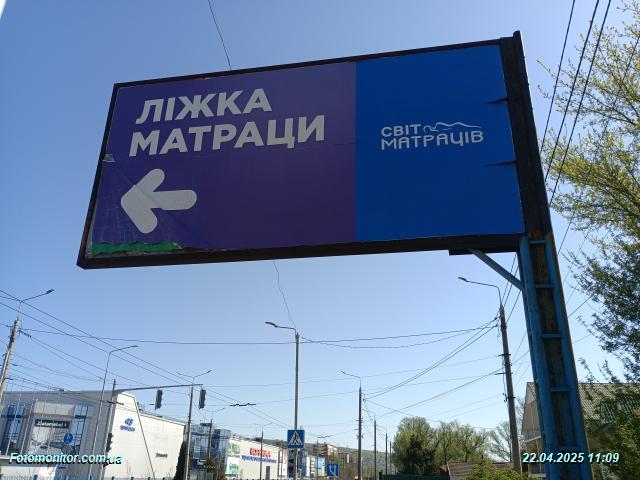 ЛІЖКА
МАТРАЦИ
СВІТ
МАТРАЦІВ
Fotomonitor.com.ua
22.04.2025 11:09